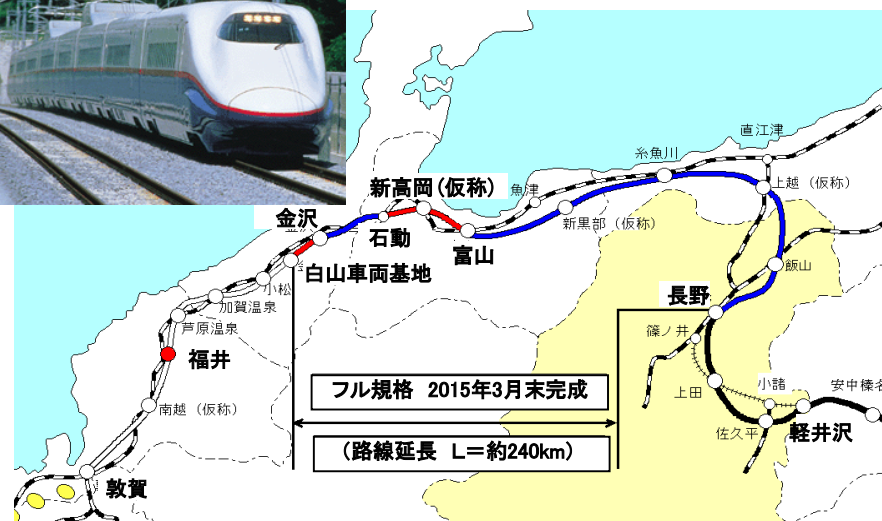 直江津
糸魚川
上越（仮称）
新高岡(仮称)
魚津
金沢
石動
富山
新黒部（仮称）
白山車両基地
飯山
小松
加賀温泉
長野
芦原温泉
篠ノ井
福井
フル規格 2015年3月末完成
上田
小諸
安中榛名
南越（仮称）
佐久平
軽井沢
（路線延長 L＝約240km）
敦賀